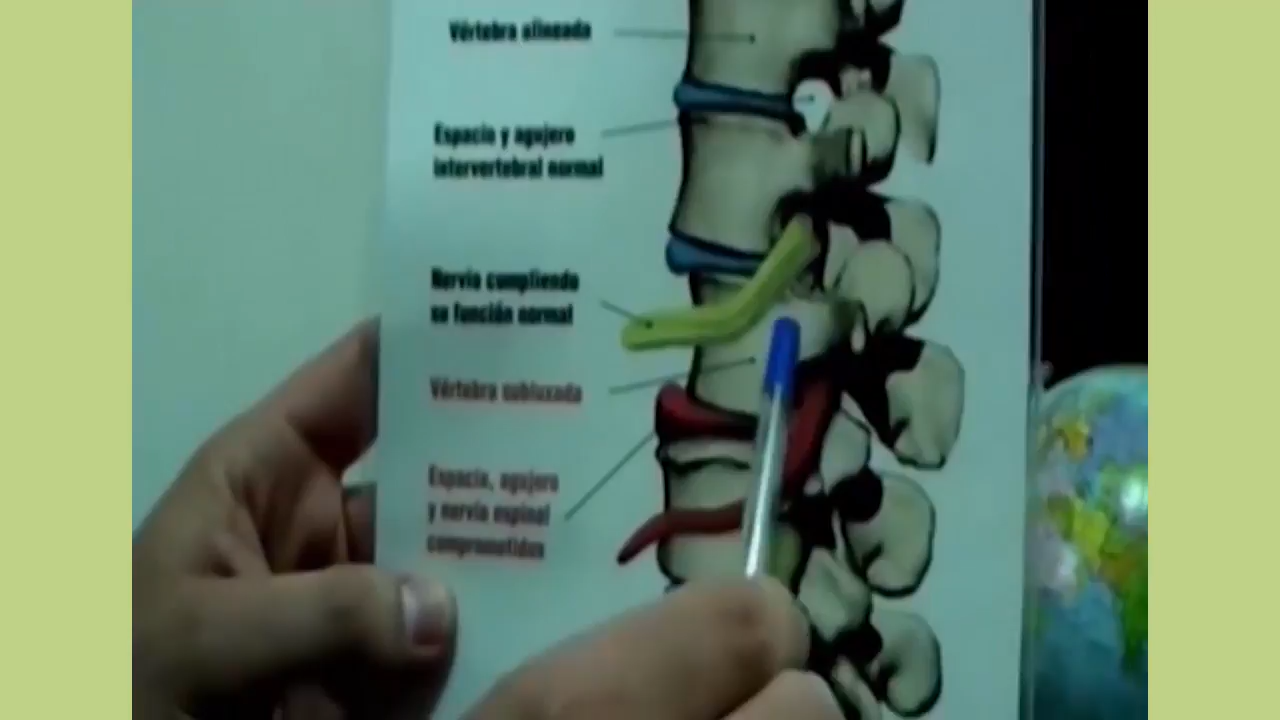 Vértebra alineada
Espacio y agujero
intervertebral normal
Nervio cumpliendo
su función normal
Vértebra subluxada
Espacio, agujero
y nervio espinal
comprometidos